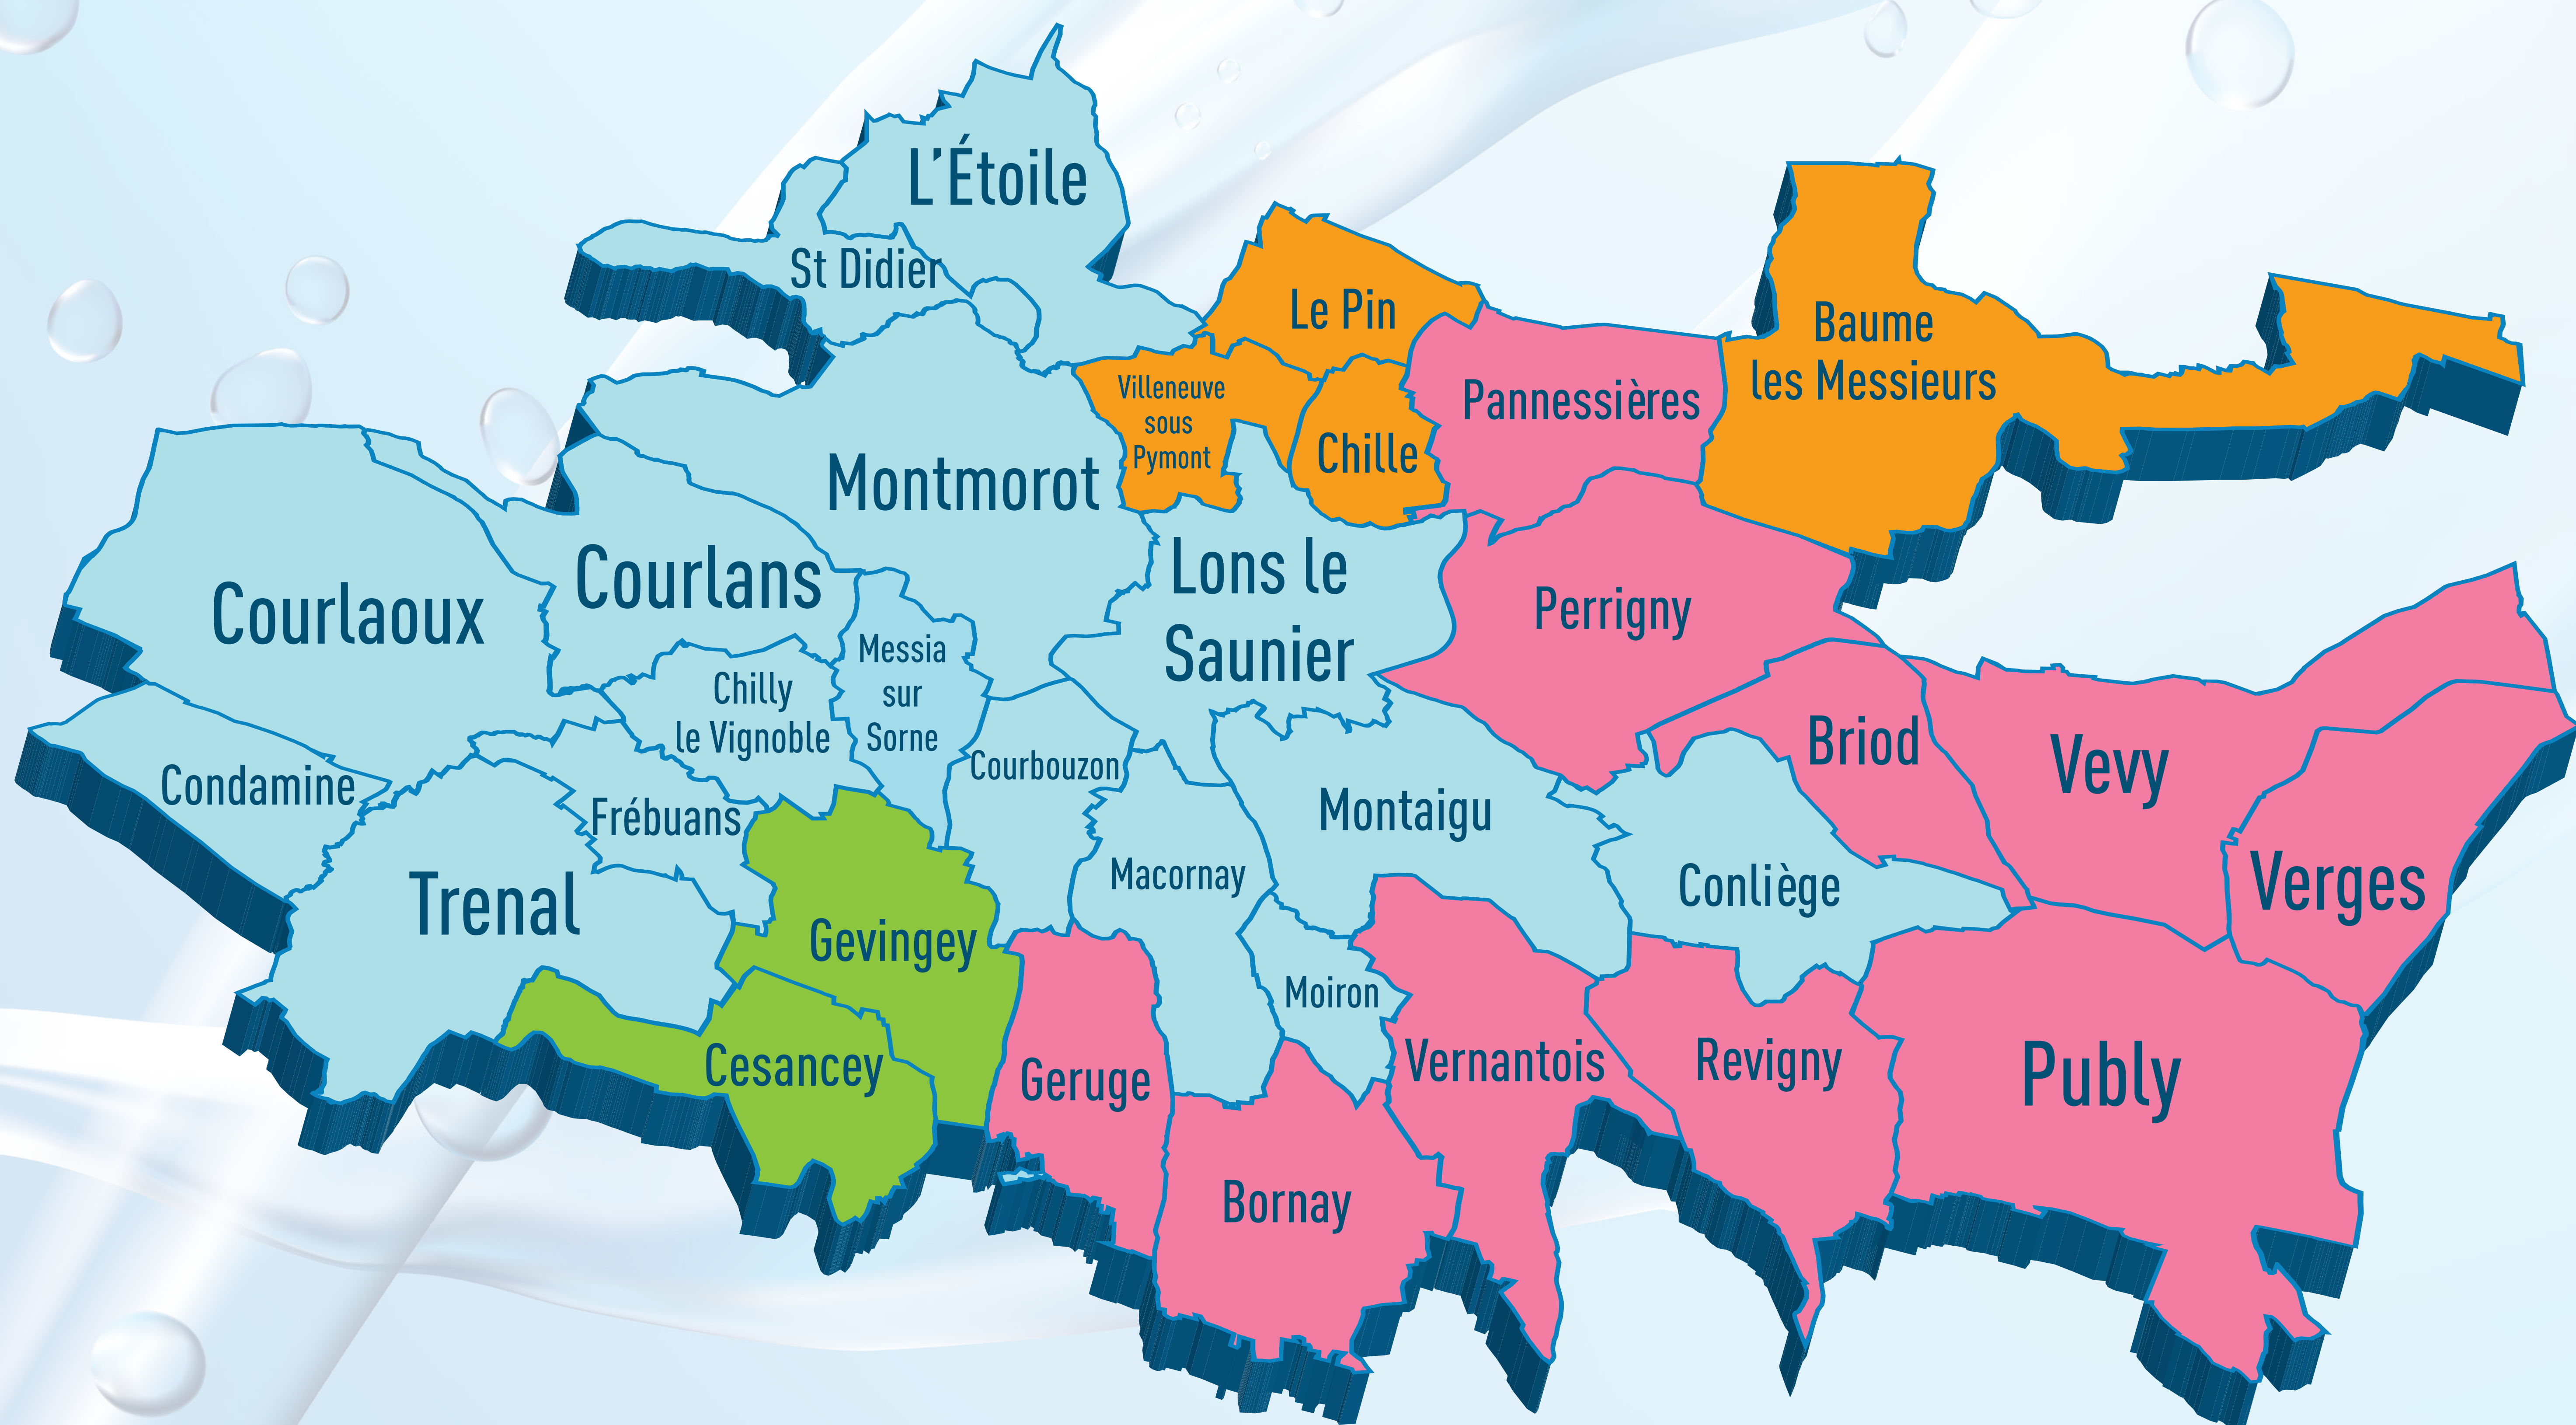 L'Étoile
St Didier
Le Pin
Baume
les Messieurs
Villeneuve
sous
Pymont
Pannessières
Chille
Montmorot
Courlans
Courlaoux
Lons le
Saunier
Perrigny
Messia
sur
Sorne
Chilly
le Vignoble
Courbouzon
Briod
Vevy
Condamine
Frébuans
Montaigu
Macornay
Conliège
Verges
Trenal
Gevingey
Moiron
Cesancey
Geruge
Vernantois
Revigny
Publy
Bornay